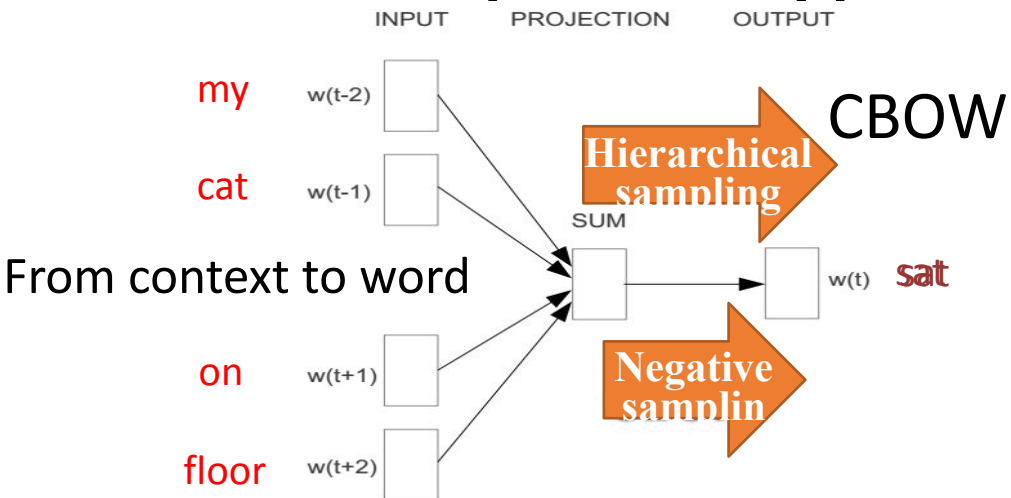 INPUT PROJECTION OUTPUT
my w(t-2)
CBOW
Hierarchical
sampling
cat w(t-1)
SUM
From context to word
w(t) sat
on w(t+1)
Negative
samplin
floor w(t+2)